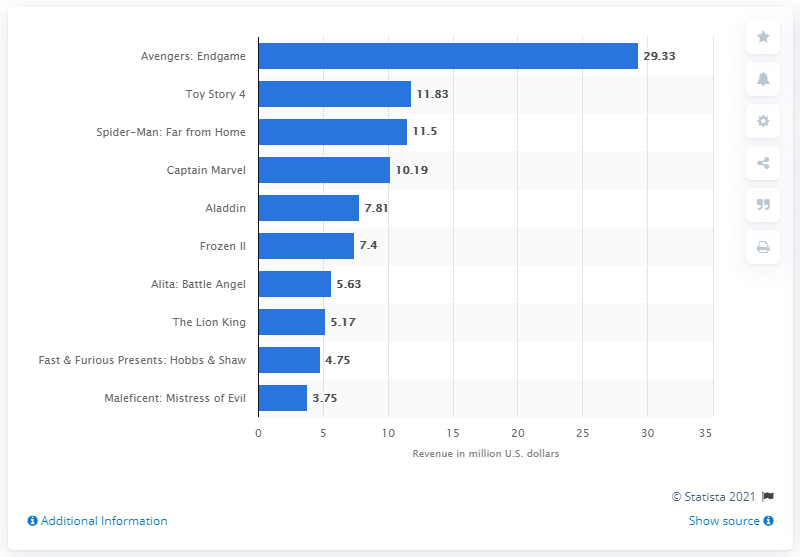 Avengers: Endgame 29.33
Toy Story 4 11.83
Spider-Man: Far from Home 11.5
Captain Marvel 10.19
Aladdin 7.81
Frozen II 7.4
Alita: Battle Angel 5.63
The Lion King 5.17
Fast & Furious Presents: Hobbs & Shaw 4.75
Maleficent: Mistress of Evil 3.75
0 5 10 15 20 25 30 35
Revenue in million U.S. dollars
© Statista 2021
Additional Information Show source